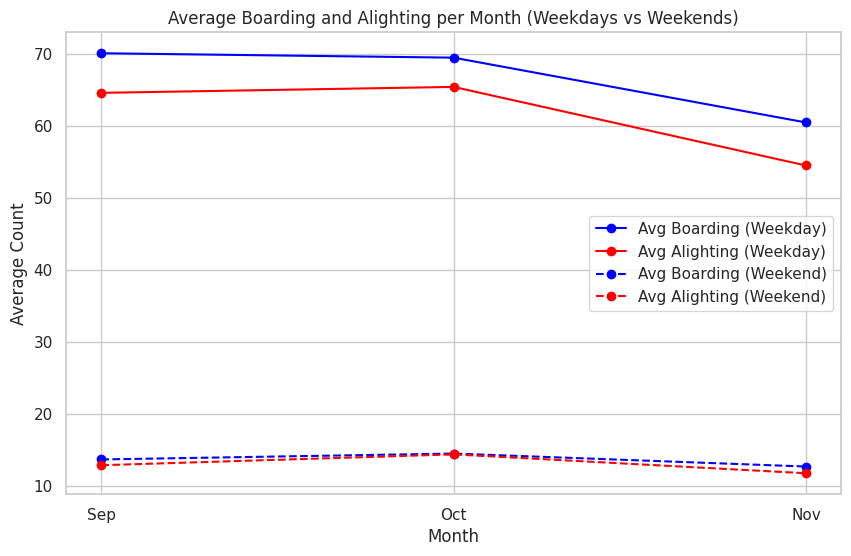 Average Boarding and Alighting per Month (Weekdays vs Weekends)
Average Count
70
60
50
40
30
20
10
Avg Boarding (Weekday)
Avg Alighting (Weekday)
Avg Boarding (Weekend)
Avg Alighting (Weekend)
Sep Oct Nov
Month